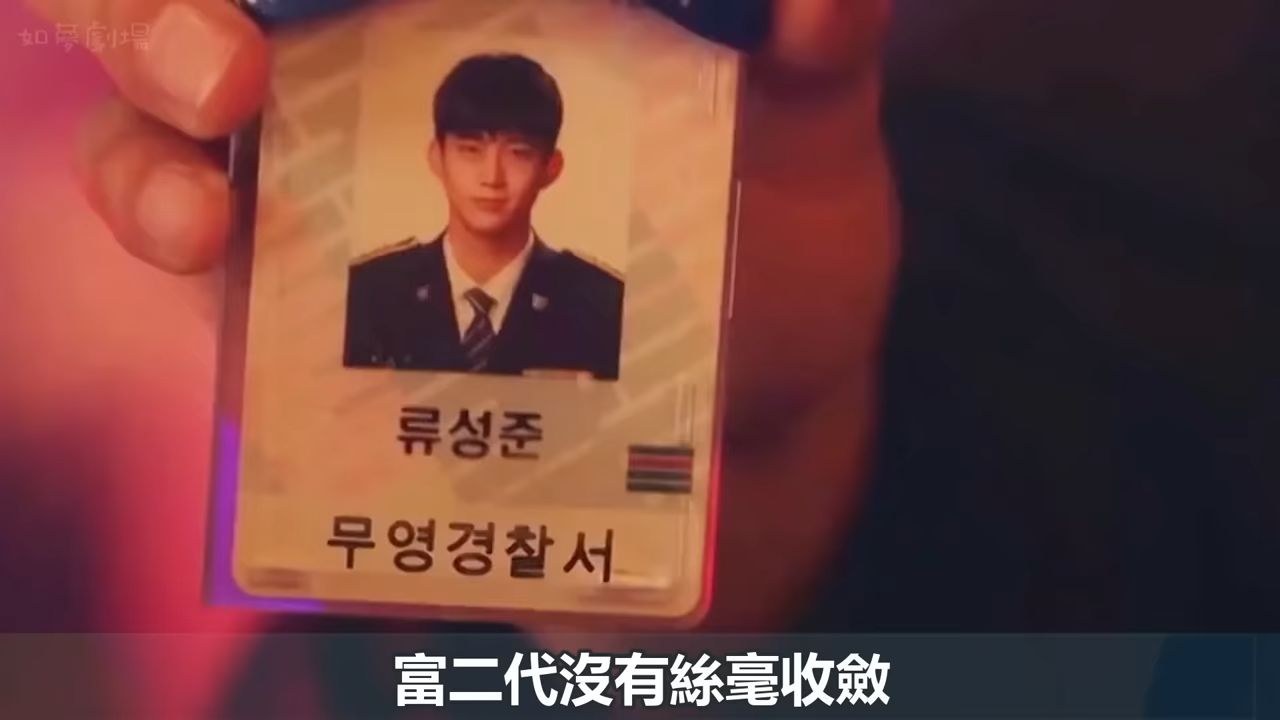 如夢劇場
류성준
무영경찰서
富二代沒有絲毫收斂